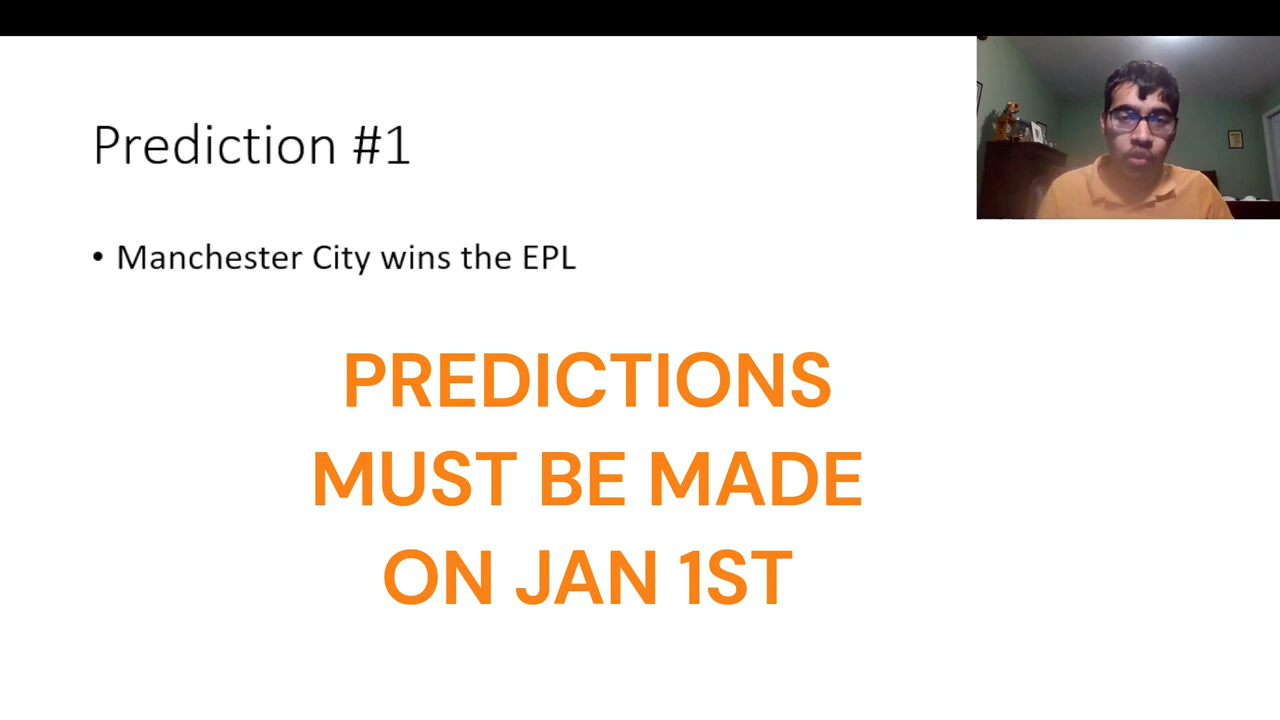 Prediction #1
• Manchester City wins the EPL
PREDICTIONS
MUST BE MADE
ON JAN 1ST